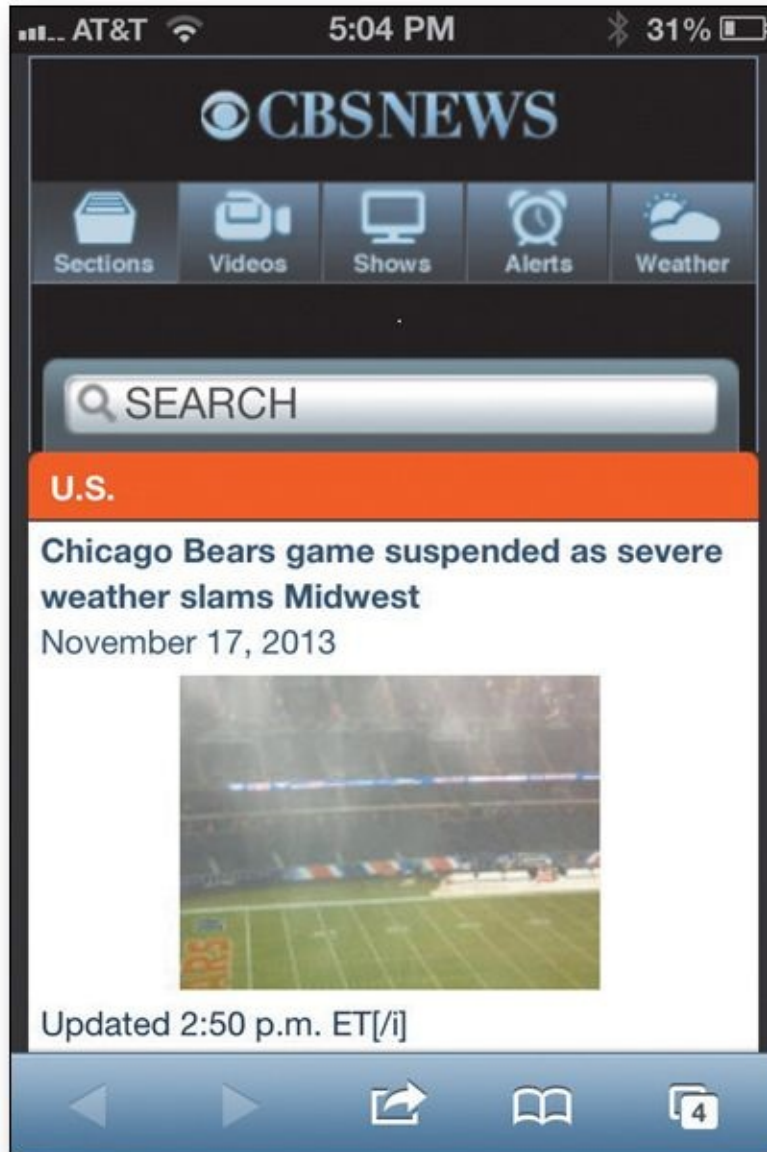 AT&T 5:04 PM 31%
CBSNEWS
Sections Videos Shows Alerts Weather
SEARCH
U.S.
Chicago Bears game suspended as severe
weather slams Midwest
November 17, 2013
ARS
Updated 2:50 p.m. ET[/i]
4